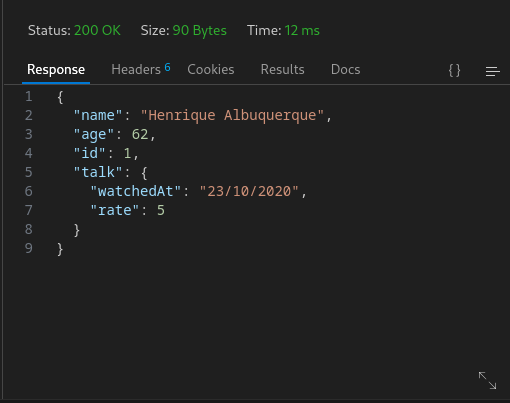 Status: 200 OK Size: 90 Bytes Time: 12 ms
Response Headers 6 Cookies Results Docs { }
1 {
2 "name": "Henrique Albuquerque",
3 "age": 62,
4 "id": 1,
5 "talk": {
6 "watchedAt": "23/10/2020",
7 "rate": 5
8 }
9 }